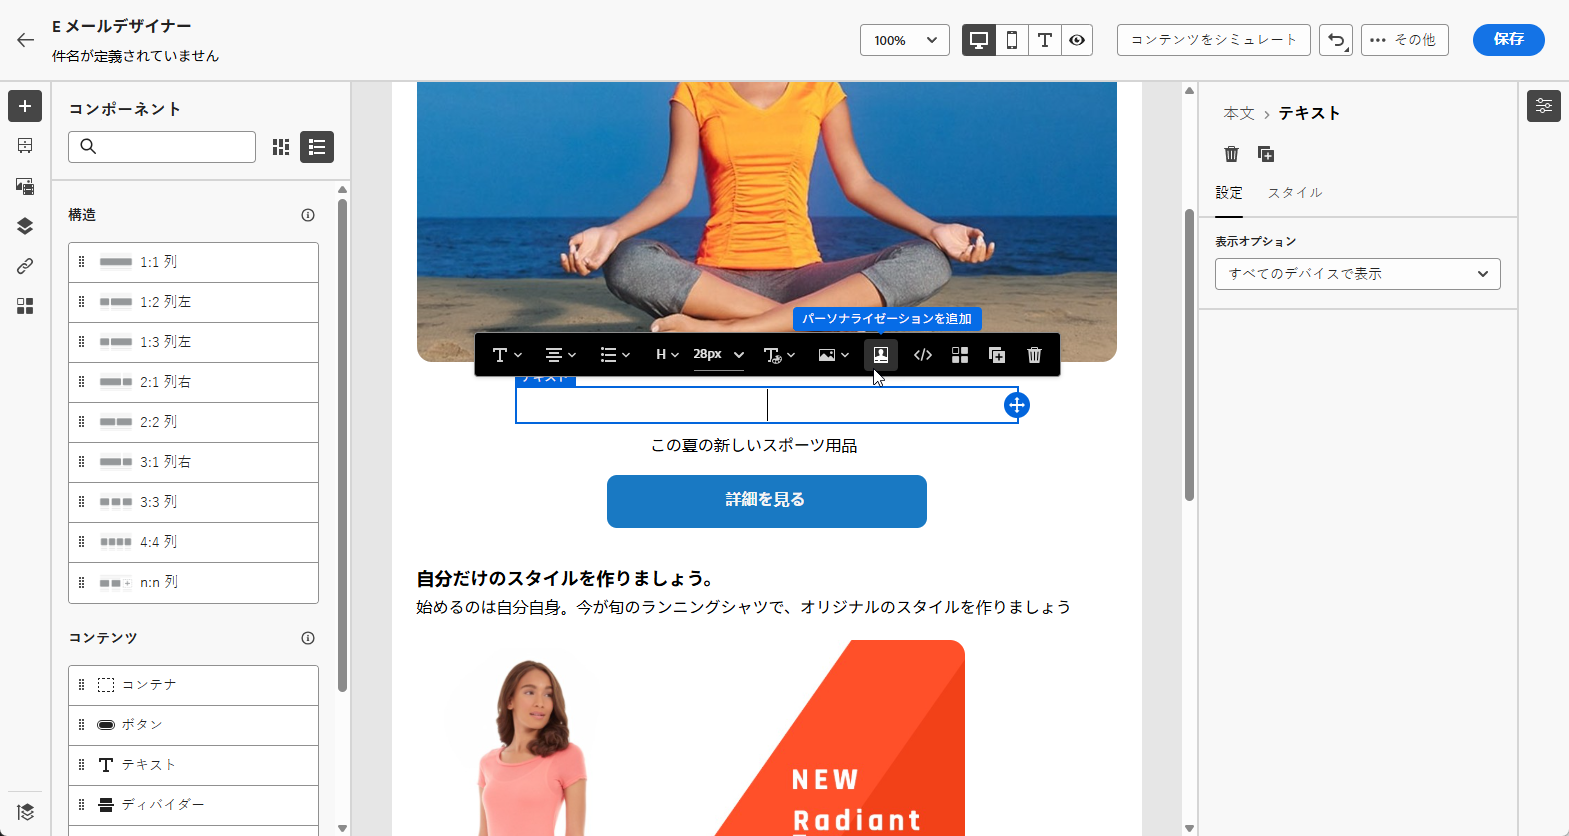 E メールデザイナー
件名が定義されていません
100%
コンテンツをシミュレート
その他
保存
コンポーネント
構造
1:1 列
1:2 列左
1:3 列左
2:1 列右
2:2 列
3:1 列右
3:3 列
4:4 列
n:n 列
コンテンツ
コンテナ
ボタン
テキスト
ディバイダー
パーソナライゼーションを追加
H
28px
テキスト
この夏の新しいスポーツ用品
詳細を見る
自分だけのスタイルを作りましょう。
始めるのは自分自身。今が旬のランニングシャツで、オリジナルのスタイルを作りましょう
NEW
Radiant
本文 › テキスト
設定
スタイル
表示オプション
すべてのデバイスで表示